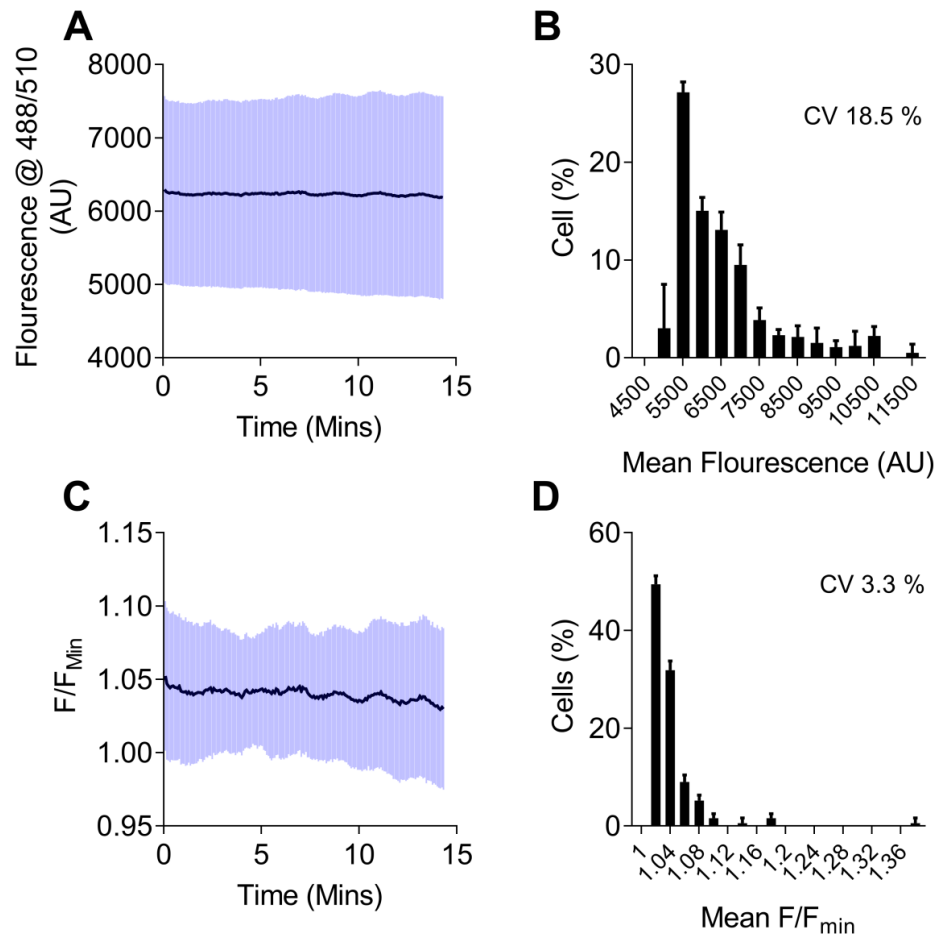 A
Flourescence @ 488/510
(AU)
8000
7000
6000
5000
4000
0
5
10
15
Time (Mins)
B
Cell (%)
30
20
10
0
CV 18.5 %
4500
5500
6500
7500
8500
9500
10500
11500
Mean Flourescence (AU)
C
F/FMin
1.15
1.10
1.05
1.00
0.95
0
5
10
15
Time (Mins)
D
Cells (%)
60
40
20
0
CV 3.3 %
1
1.04
1.08
1.12
1.16
1.2
1.24
1.28
1.32
1.36
Mean F/Fmin